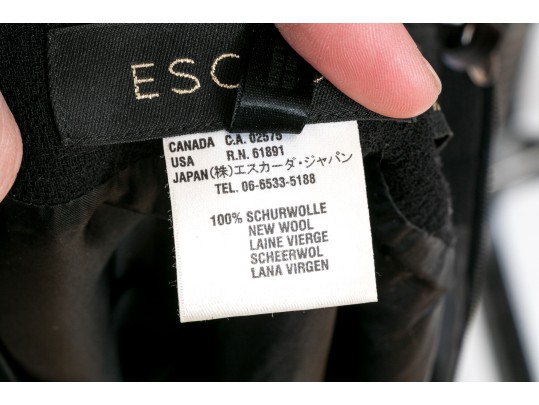 ESC
CANADA C.A. 02575
USA R.N. 61891
JAPAN (株)エスカーダ・ジャパン
TEL. 06-6533-5188
100% SCHURWOLLE
NEW WOOL
LAINE VIERGE
SCHEERWOL
LANA VIRGEN